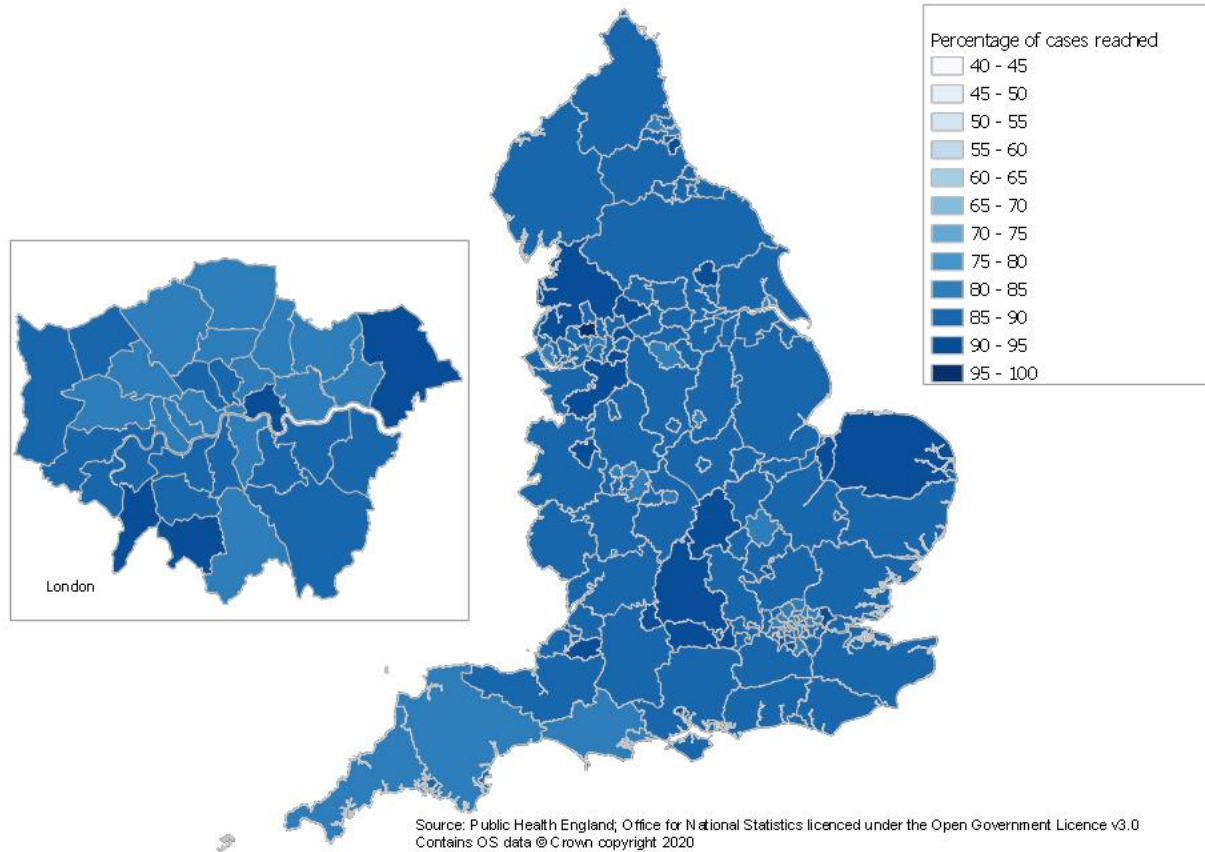 Percentage of cases reached
40 - 45
45 - 50
50 - 55
55 - 60
60 - 65
65 - 70
70 - 75
75 - 80
80 - 85
85 - 90
90 - 95
95 - 100
London
Source: Public Health England; Office for National Statistics licenced under the Open Government Licence v3.0
Contains OS data © Crown copyright 2020